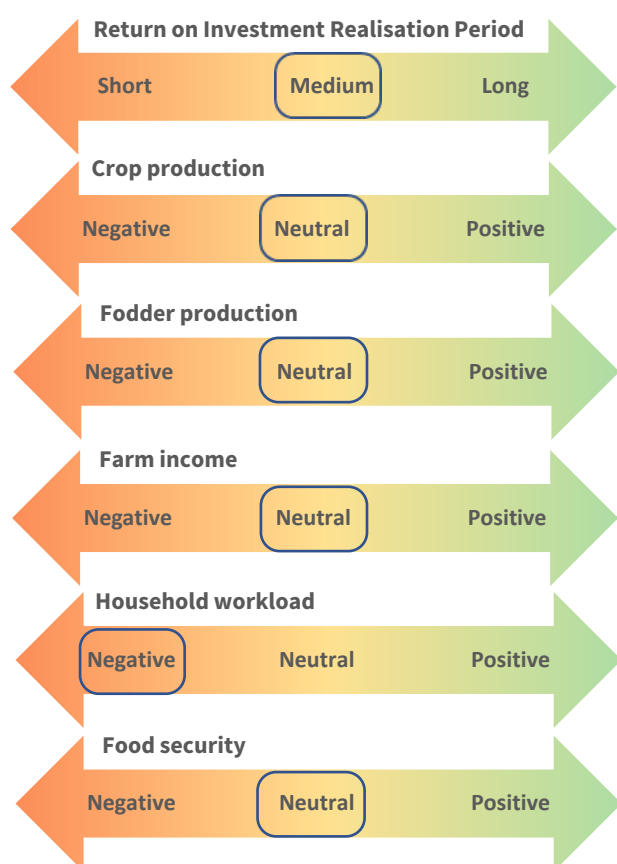 Return on Investment Realisation Period
Short Medium Long
Crop production
Negative Neutral Positive
Fodder production
Negative Neutral Positive
Farm income
Negative Neutral Positive
Household workload
Negative Neutral Positive
Food security
Negative Neutral Positive